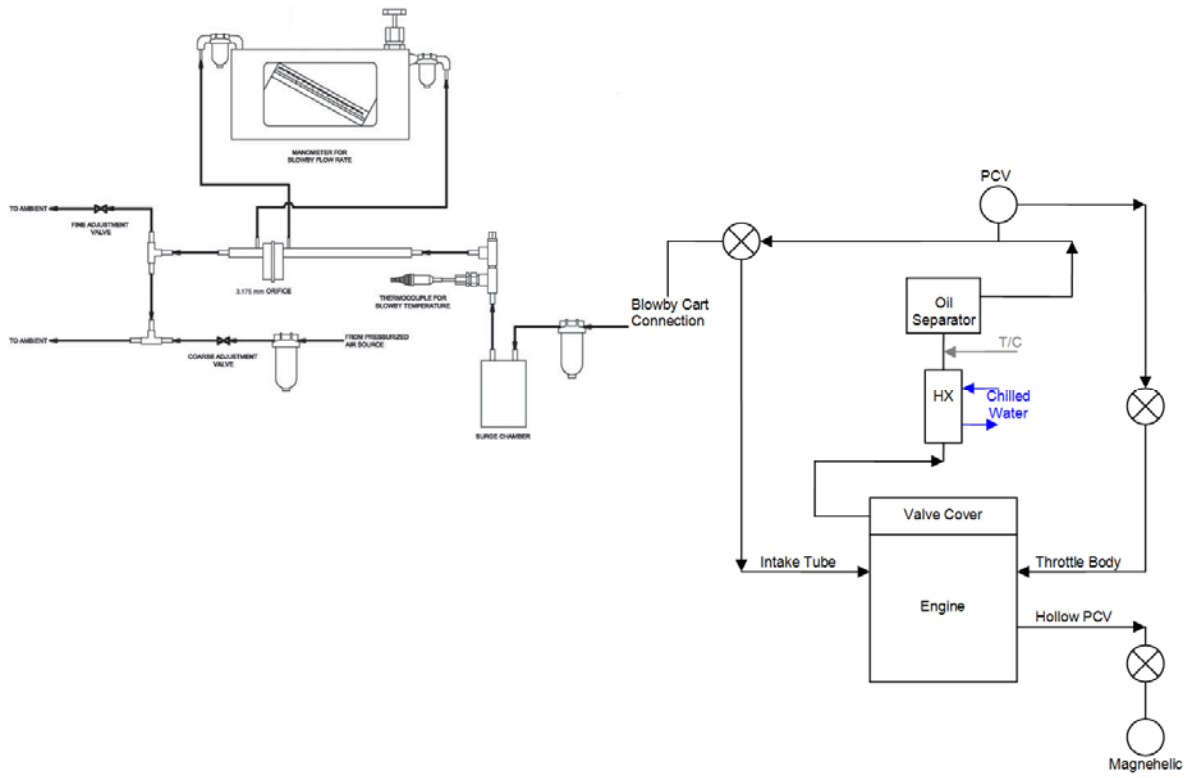 MANOMETER FOR
BLOWBY FLOW RATE
TO AMBIENT
FINE ADJUSTMENT
VALVE
3.175 mm ORIFICE
THERMOCOUPLE FOR
BLOWBY TEMPERATURE
TO AMBIENT
COARSE ADJUSTMENT
VALVE
FROM PRESSURIZED
AIR SOURCE
SURGE CHAMBER
Blowby Cart
Connection
PCV
Oil
Separator
T/C
HX
Chilled
Water
Valve Cover
Intake Tube
Throttle Body
Engine
Hollow PCV
Magnehelic